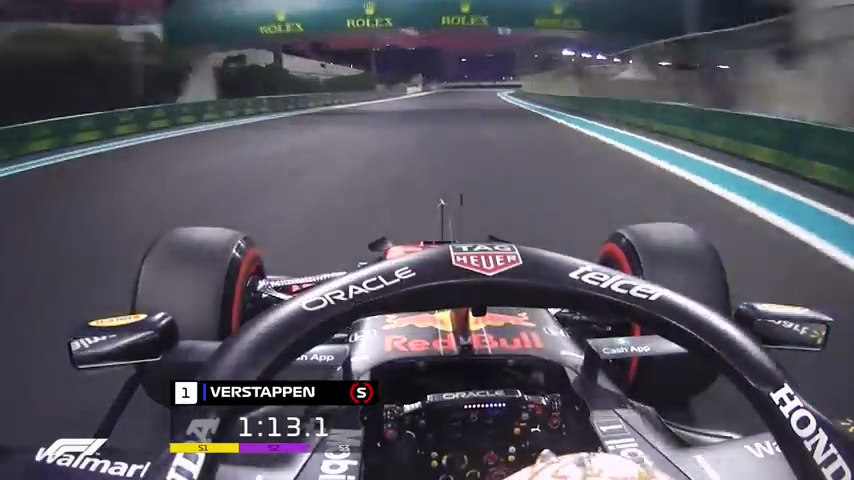 ROLEX ROLEX ROLEX ROLEX
TAG
HEUER
ORACLE
telcel
Red Bull
Cash App
Cash App
ORACLE
1 VERSTAPPEN S
1:13.1
S1 S2 S3
F1
Walmart
HONDA